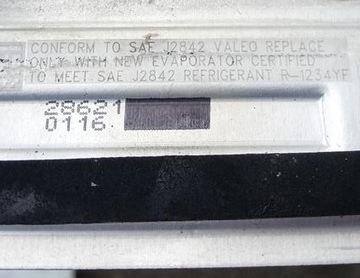 CONFORM TO SAE J2842 VALEO REPLACE
ONLY WITH NEW EVAPORATOR CERTIFIED
TO MEET SAE J2842 REFRIGERANT R-1234YF
28621
0116